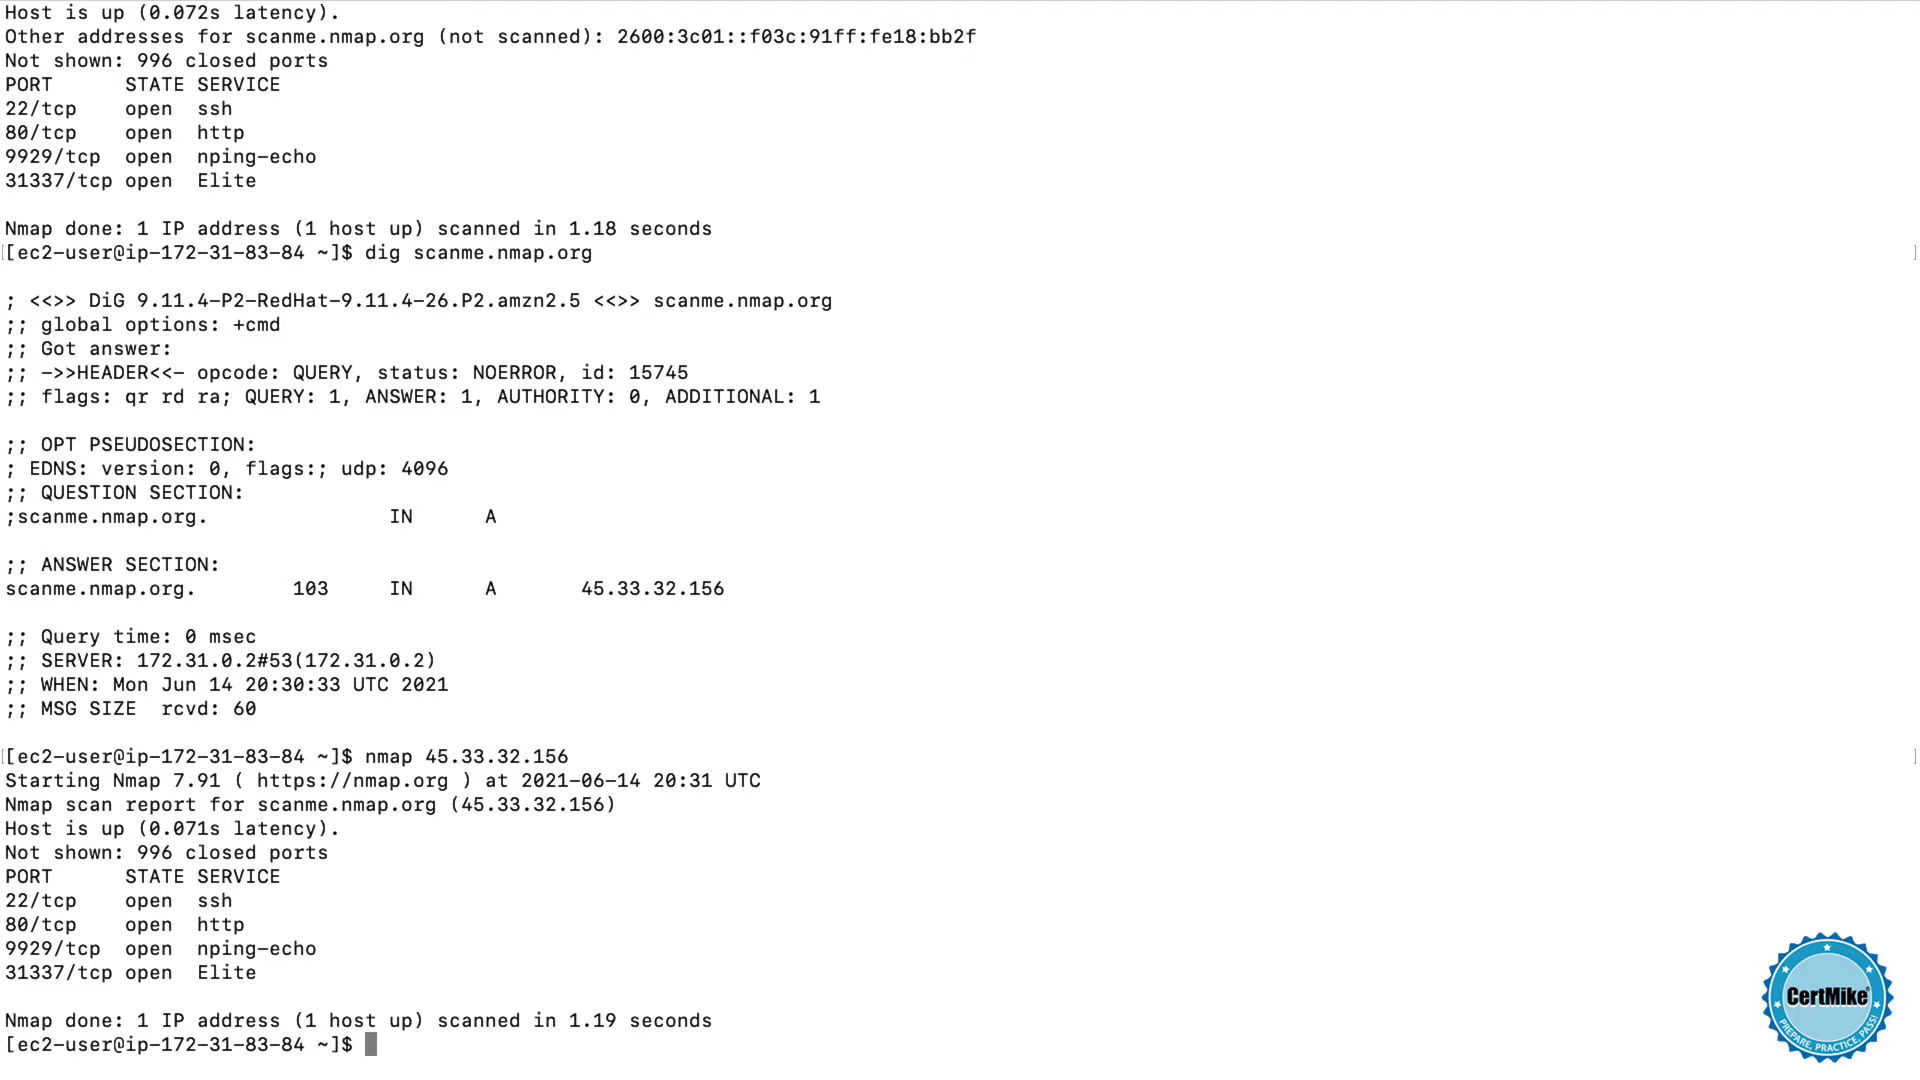 Host is up (0.072s latency).
Other addresses for scanme.nmap.org (not scanned): 2600:3c01::f03c:91ff:fe18:bb2f
Not shown: 996 closed ports
PORT      STATE SERVICE
22/tcp    open  ssh
80/tcp    open  http
9929/tcp  open  nping-echo
31337/tcp open  Elite
Nmap done: 1 IP address (1 host up) scanned in 1.18 seconds
[ec2-user@ip-172-31-83-84 ~]$ dig scanme.nmap.org
; <<>> DiG 9.11.4-P2-RedHat-9.11.4-26.P2.amzn2.5 <<>> scanme.nmap.org
;; global options: +cmd
;; Got answer:
;; ->>HEADER<<- opcode: QUERY, status: NOERROR, id: 15745
;; flags: qr rd ra; QUERY: 1, ANSWER: 1, AUTHORITY: 0, ADDITIONAL: 1
;; OPT PSEUDOSECTION:
; EDNS: version: 0, flags:; udp: 4096
;; QUESTION SECTION:
;scanme.nmap.org.               IN      A
;; ANSWER SECTION:
scanme.nmap.org.        103     IN      A       45.33.32.156
;; Query time: 0 msec
;; SERVER: 172.31.0.2#53(172.31.0.2)
;; WHEN: Mon Jun 14 20:30:33 UTC 2021
;; MSG SIZE  rcvd: 60
[ec2-user@ip-172-31-83-84 ~]$ nmap 45.33.32.156
Starting Nmap 7.91 ( https://nmap.org ) at 2021-06-14 20:31 UTC
Nmap scan report for scanme.nmap.org (45.33.32.156)
Host is up (0.071s latency).
Not shown: 996 closed ports
PORT      STATE SERVICE
22/tcp    open  ssh
80/tcp    open  http
9929/tcp  open  nping-echo
31337/tcp open  Elite
Nmap done: 1 IP address (1 host up) scanned in 1.19 seconds
[ec2-user@ip-172-31-83-84 ~]$
CertMike®
PREPARE, PRACTICE, PASS!